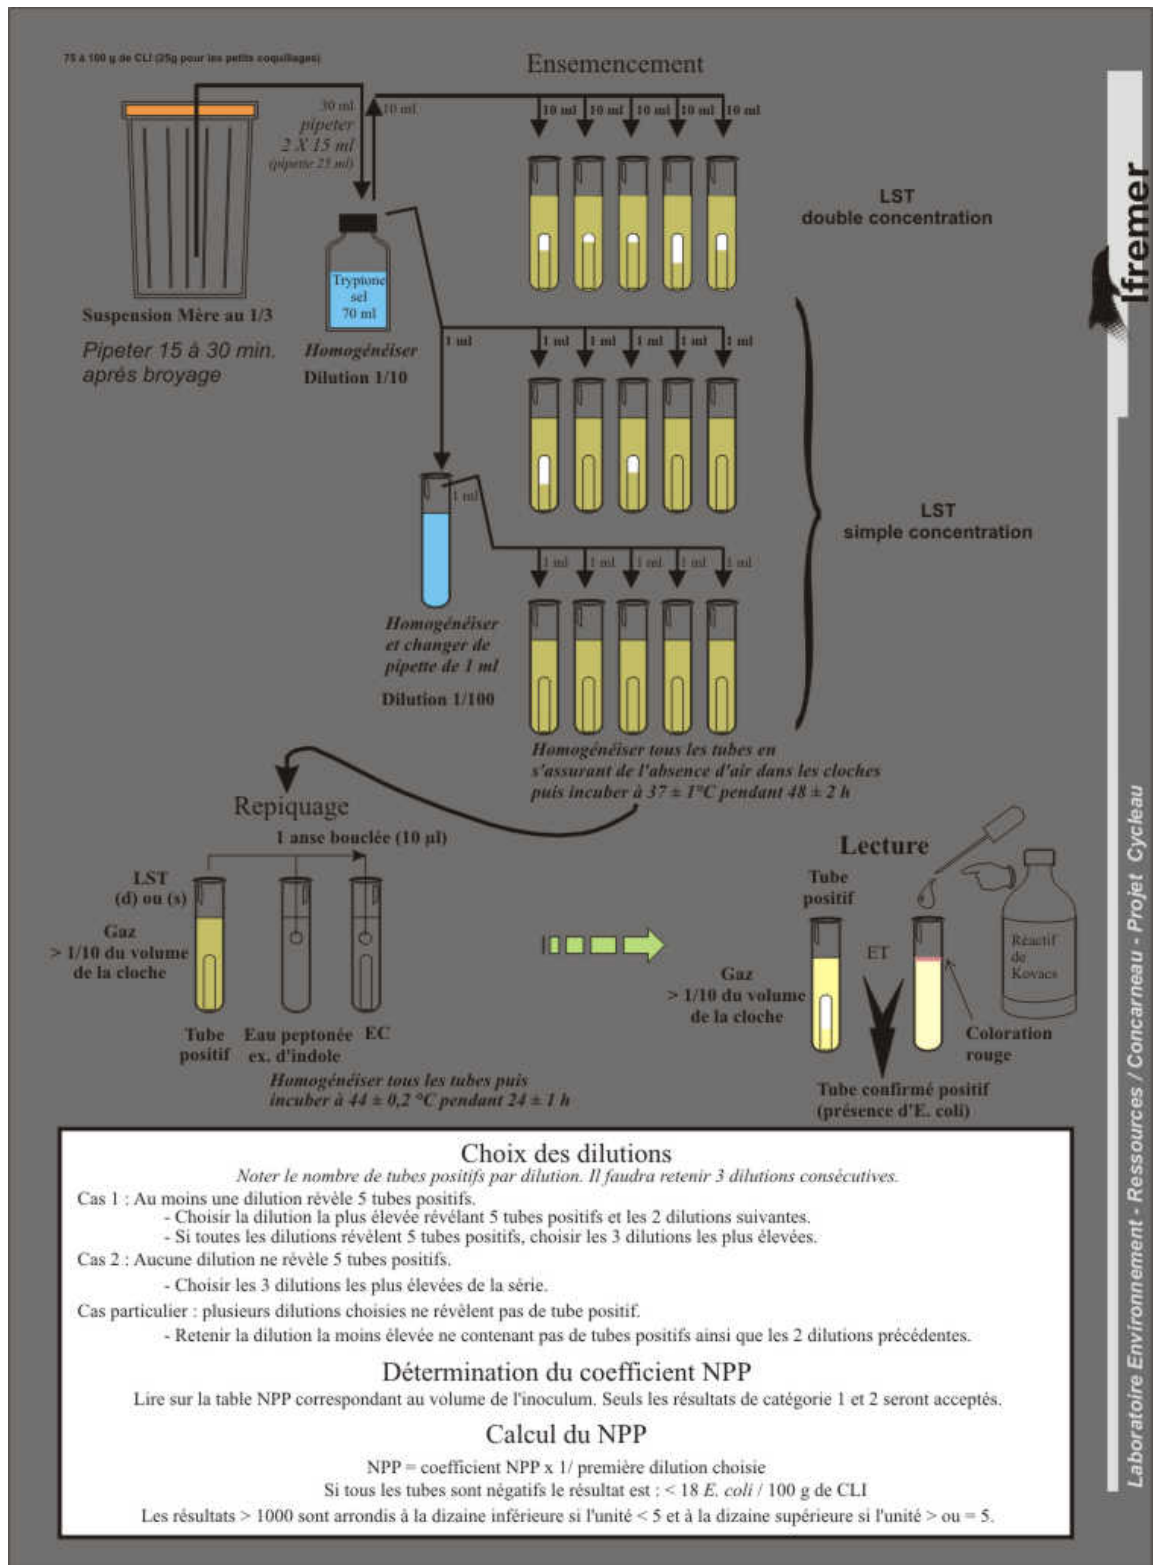 75 à 100 g de CLI (25g pour les petits coquillages)
Ensemencement
30 ml
pipeter
2 X 15 ml
(pipette 25 ml)
10 ml
10 ml 10 ml 10 ml 10 ml 10 ml
LST
double concentration
Ifremer
Tryptone
sel
70 ml
Suspension Mère au 1/3
Pipeter 15 à 30 min.
aprés broyage
Homogénéiser
Dilution 1/10
1 ml
1 ml 1 ml 1 ml 1 ml 1 ml
1 ml
LST
simple concentration
1 ml 1 ml 1 ml 1 ml 1 ml
Homogénéiser
et changer de
pipette de 1 ml
Dilution 1/100
Homogénéiser tous les tubes en
s'assurant de l'absence d'air dans les cloches
puis incuber à 37 ± 1°C pendant 48 ± 2 h
Repiquage
1 anse bouclée (10 µl)
LST
(d) ou (s)
Gaz
> 1/10 du volume
de la cloche
Tube
positif
Eau peptonée
ex. d'indole
EC
Homogénéiser tous les tubes puis
incuber à 44 ± 0,2 °C pendant 24 ± 1 h
Lecture
Tube
positif
ET
Réactif
de
Kovacs
Gaz
> 1/10 du volume
de la cloche
Coloration
rouge
Tube confirmé positif
(présence d'E. coli)
Choix des dilutions
Noter le nombre de tubes positifs par dilution. Il faudra retenir 3 dilutions consécutives.
Cas 1 : Au moins une dilution révèle 5 tubes positifs.
- Choisir la dilution la plus élevée révélant 5 tubes positifs et les 2 dilutions suivantes.
- Si toutes les dilutions révèlent 5 tubes positifs, choisir les 3 dilutions les plus élevées.
Cas 2 : Aucune dilution ne révèle 5 tubes positifs.
- Choisir les 3 dilutions les plus élevées de la série.
Cas particulier : plusieurs dilutions choisies ne révèlent pas de tube positif.
- Retenir la dilution la moins élevée ne contenant pas de tubes positifs ainsi que les 2 dilutions précédentes.
Détermination du coefficient NPP
Lire sur la table NPP correspondant au volume de l'inoculum. Seuls les résultats de catégorie 1 et 2 seront acceptés.
Calcul du NPP
NPP = coefficient NPP x 1/ première dilution choisie
Si tous les tubes sont négatifs le résultat est : < 18 E. coli / 100 g de CLI
Les résultats > 1000 sont arrondis à la dizaine inférieure si l'unité < 5 et à la dizaine supérieure si l'unité > ou = 5.
Laboratoire Environnement - Ressources / Concarneau - Projet Cycleau